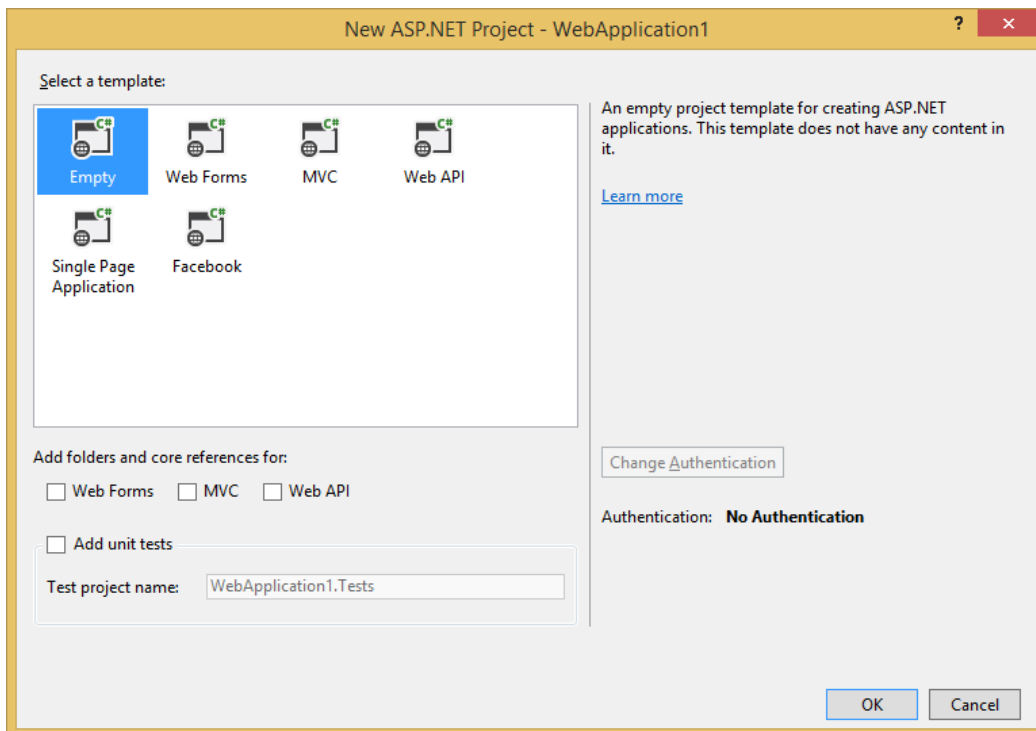 New ASP.NET Project - WebApplication1
?
Select a template:
C# C# C# C#
Empty Web Forms MVC Web API
C# C#
Single Page Application Facebook
An empty project template for creating ASP.NET
applications. This template does not have any content in
it.
Learn more
Add folders and core references for:
Web Forms MVC Web API
Add unit tests
Test project name: WebApplication1.Tests
Change Authentication
Authentication: No Authentication
OK Cancel